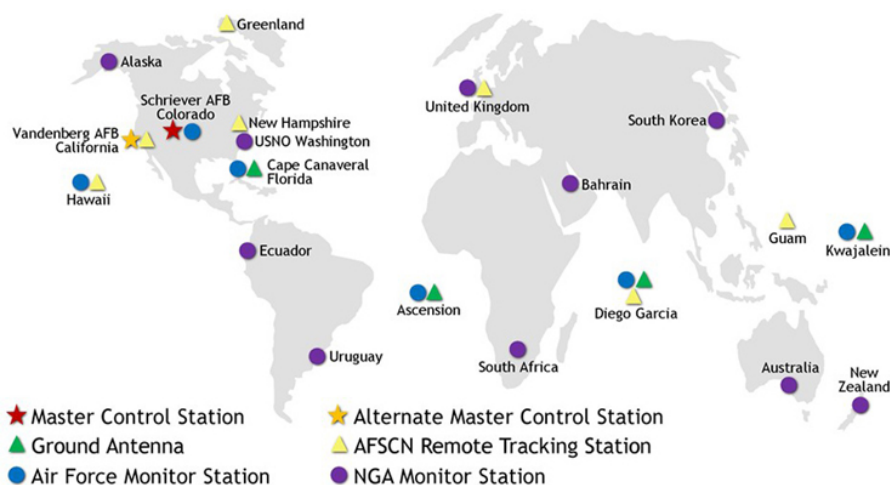 Greenland
Alaska
Schriever AFB
Colorado
Vandenberg AFB
California
New Hampshire
USNO Washington
Cape Canaveral
Florida
Hawaii
United Kingdom
South Korea
Bahrain
Guam
Kwajalein
Ecuador
Ascension
Diego Garcia
Uruguay
South Africa
Australia
New
Zealand
Master Control Station
Alternate Master Control Station
Ground Antenna
AFSCN Remote Tracking Station
Air Force Monitor Station
NGA Monitor Station